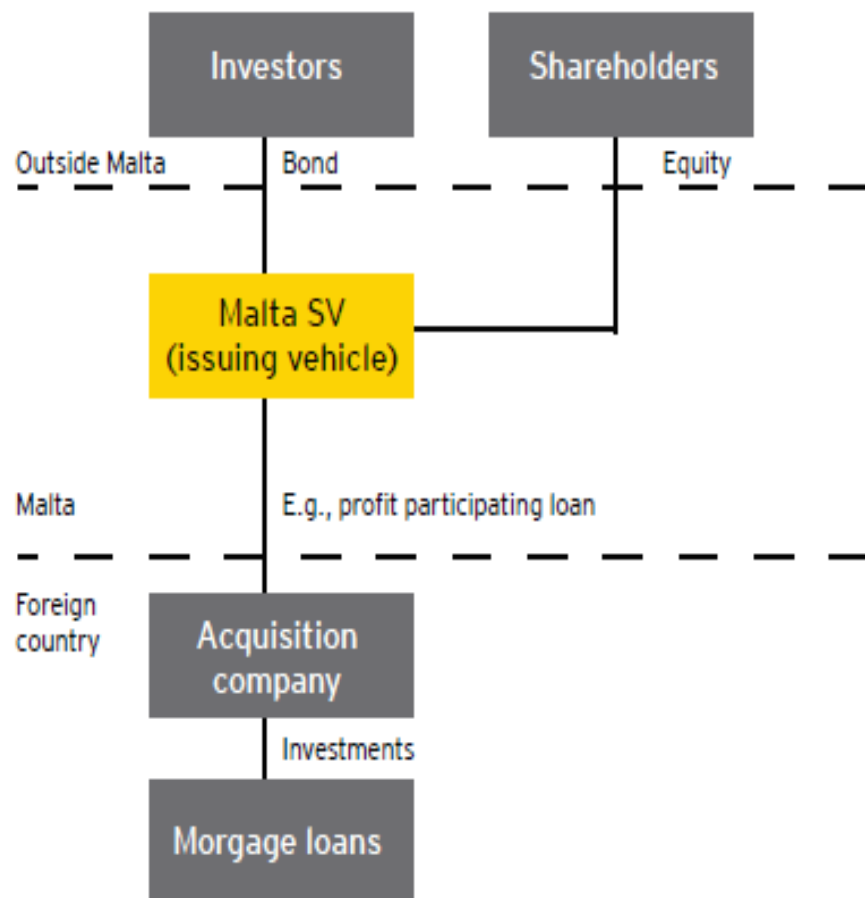 Investors
Shareholders
Outside Malta
Bond
Equity
Malta SV
(issuing vehicle)
Malta
E.g., profit participating loan
Foreign
country
Acquisition
company
Investments
Morgage loans